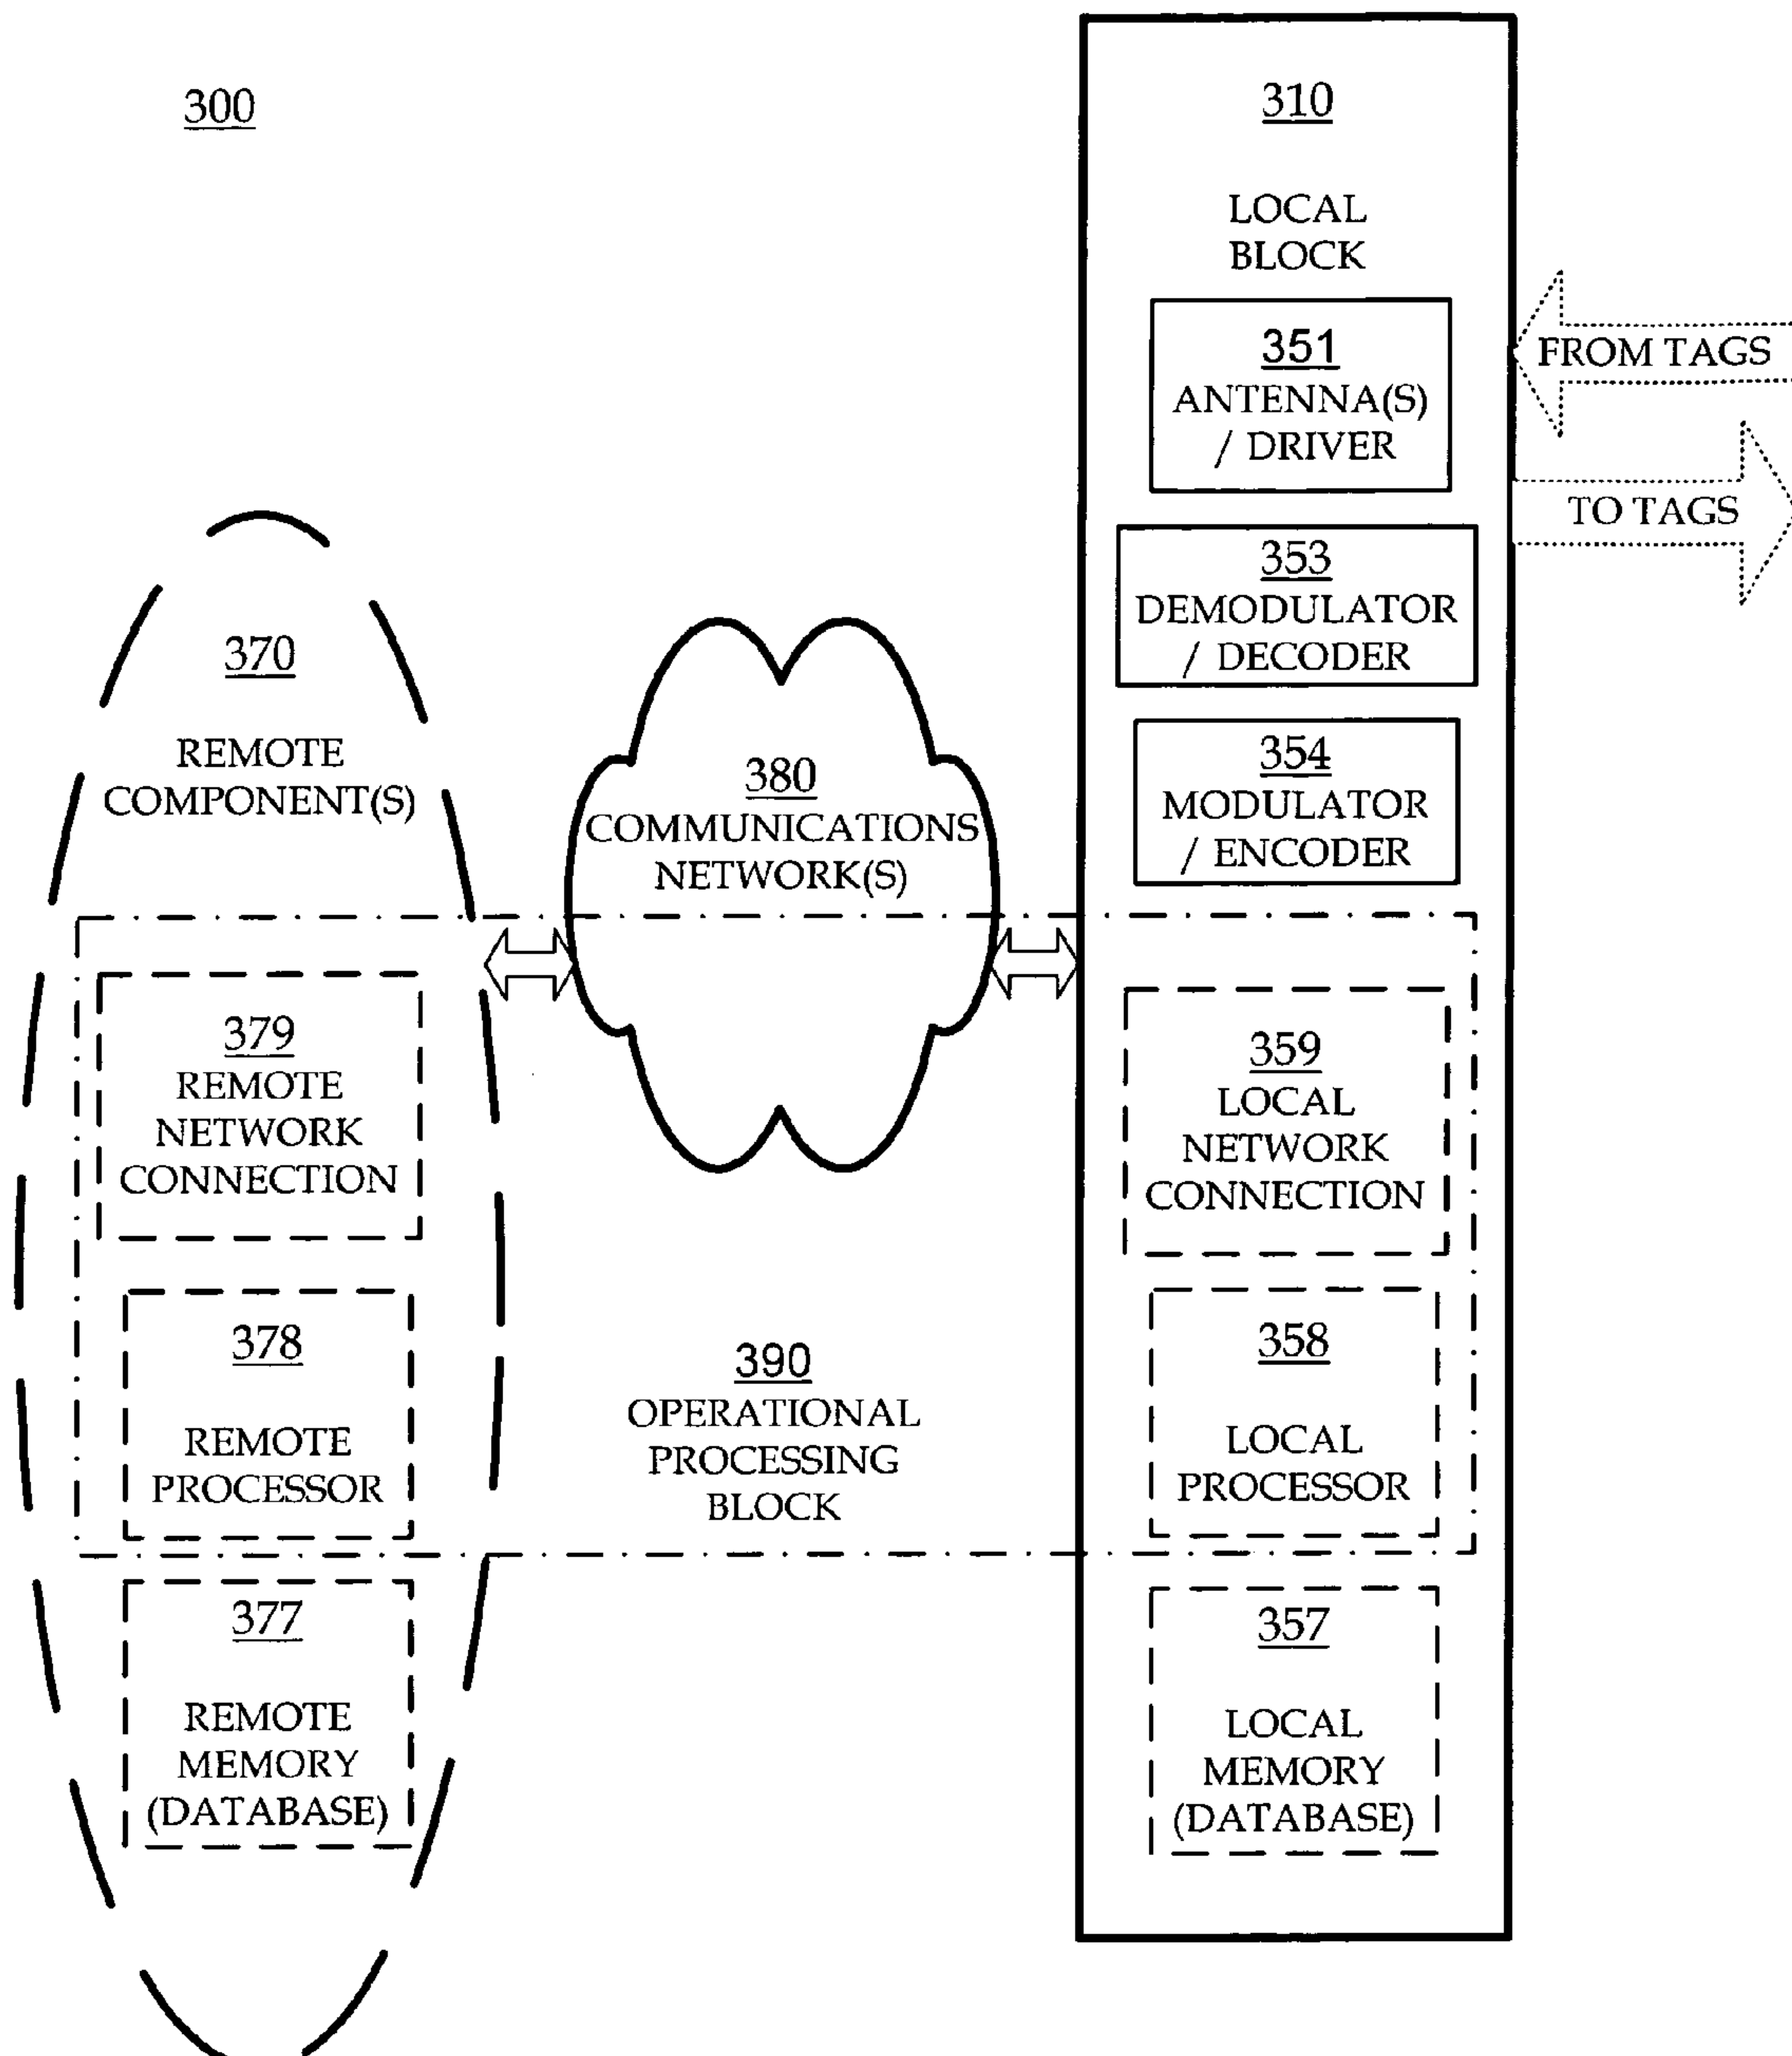 300
310
LOCAL
BLOCK
351
ANTENNA(S)
/ DRIVER
FROM TAGS
TO TAGS
353
DEMODULATOR
/ DECODER
354
MODULATOR
/ ENCODER
370
REMOTE
COMPONENT(S)
380
COMMUNICATIONS
NETWORK(S)
379
REMOTE
NETWORK
CONNECTION
359
LOCAL
NETWORK
CONNECTION
378
REMOTE
PROCESSOR
390
OPERATIONAL
PROCESSING
BLOCK
358
LOCAL
PROCESSOR
377
REMOTE
MEMORY
(DATABASE)
357
LOCAL
MEMORY
(DATABASE)